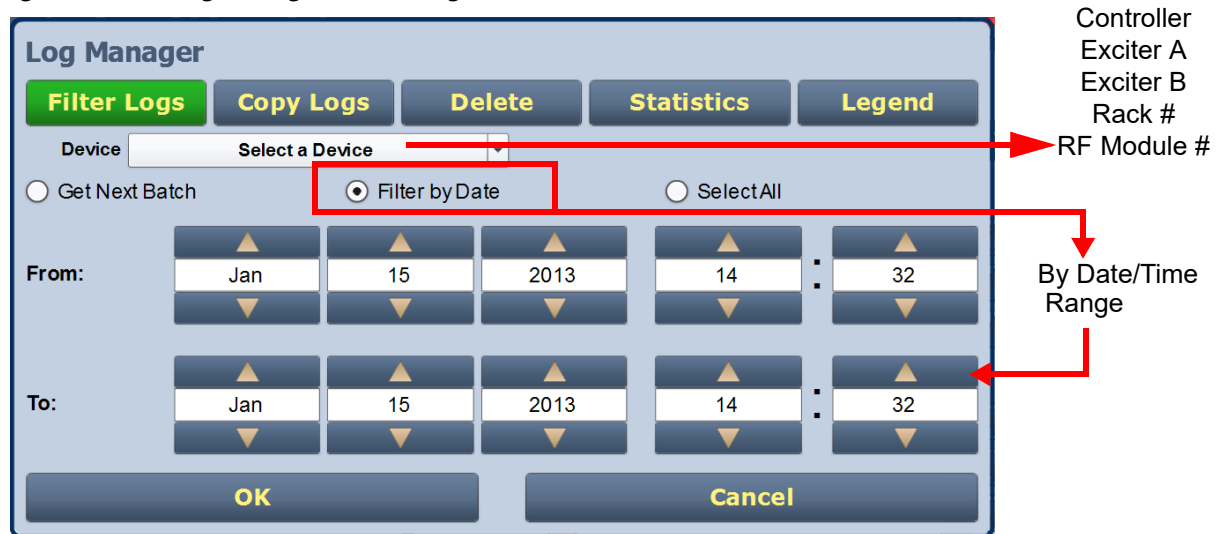 Log Manager
Filter Logs Copy Logs Delete Statistics Legend
Device Select a Device
Get Next Batch Filter by Date Select All
From: Jan 15 2013 14 : 32
To: Jan 15 2013 14 : 32
OK Cancel
Controller
Exciter A
Exciter B
Rack #
RF Module #
By Date/Time
Range